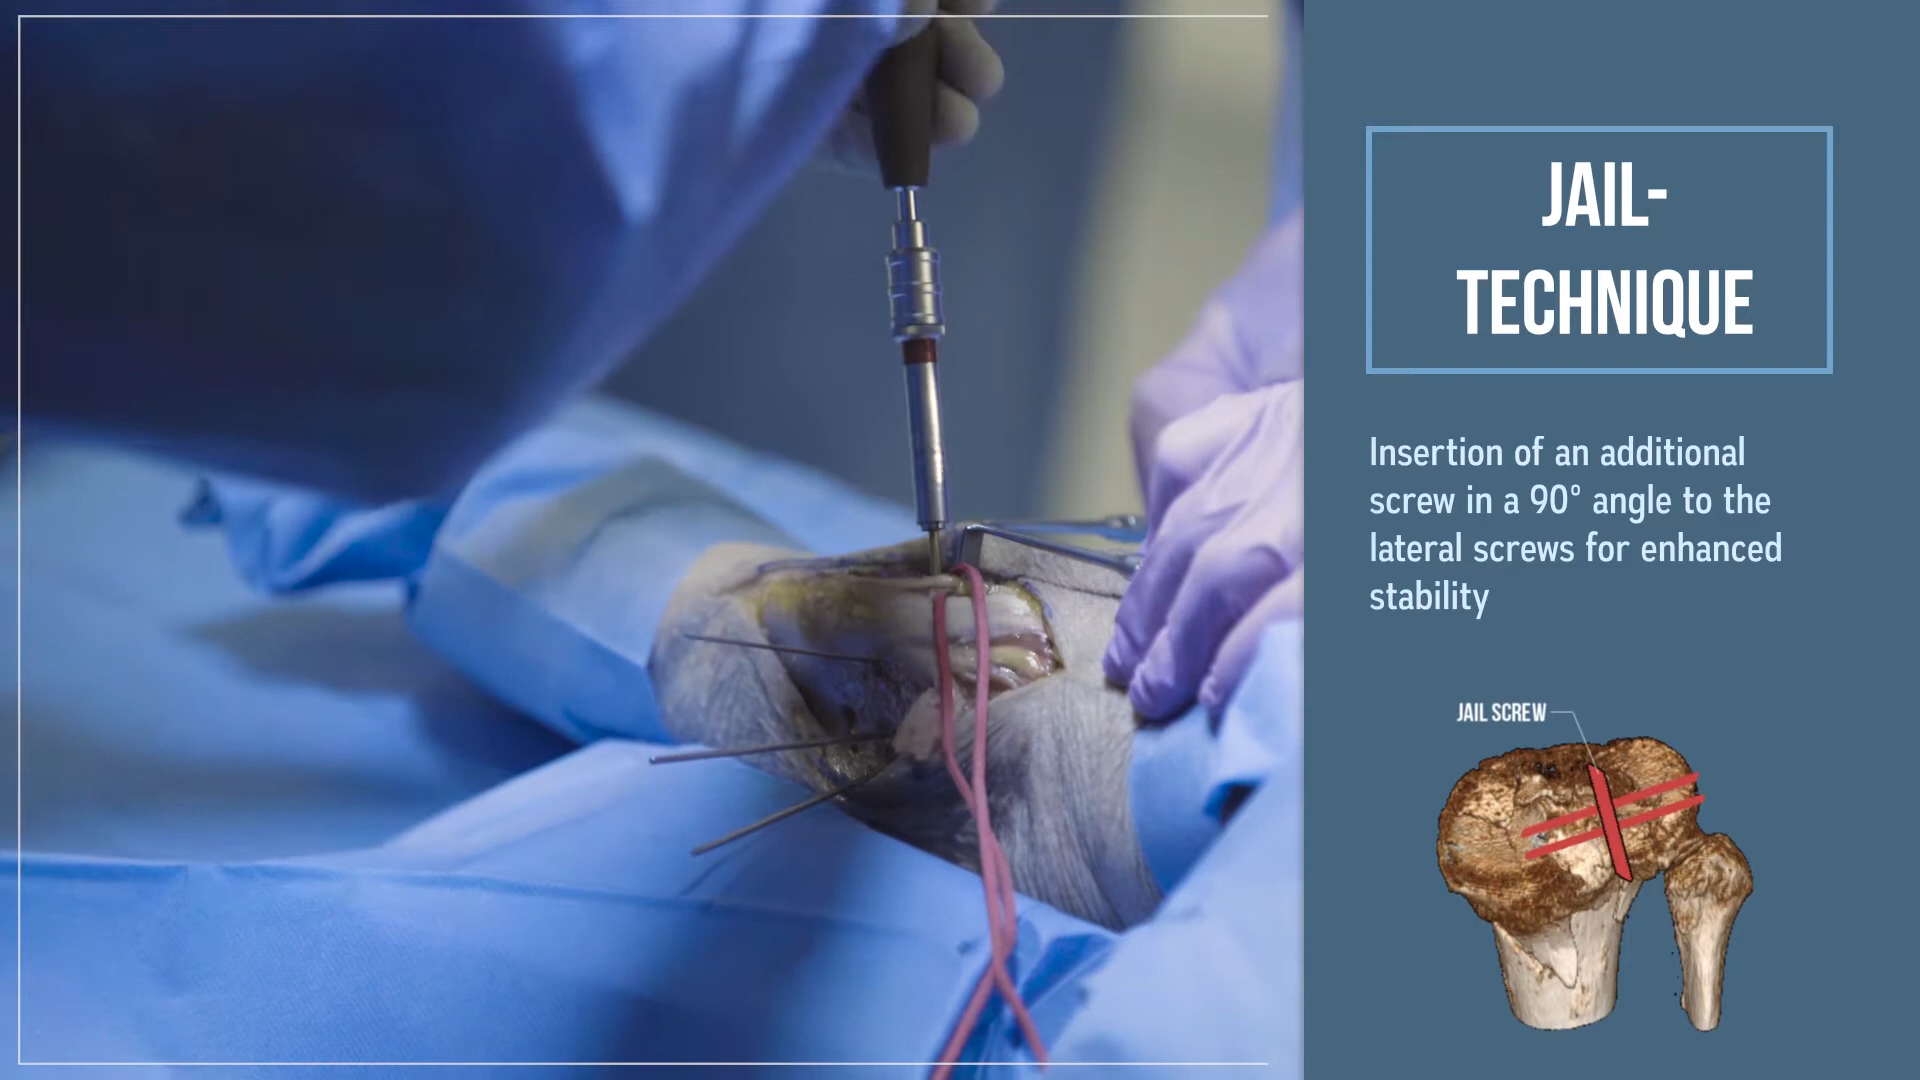 JAIL-
TECHNIQUE
Insertion of an additional
screw in a 90° angle to the
lateral screws for enhanced
stability
JAIL SCREW